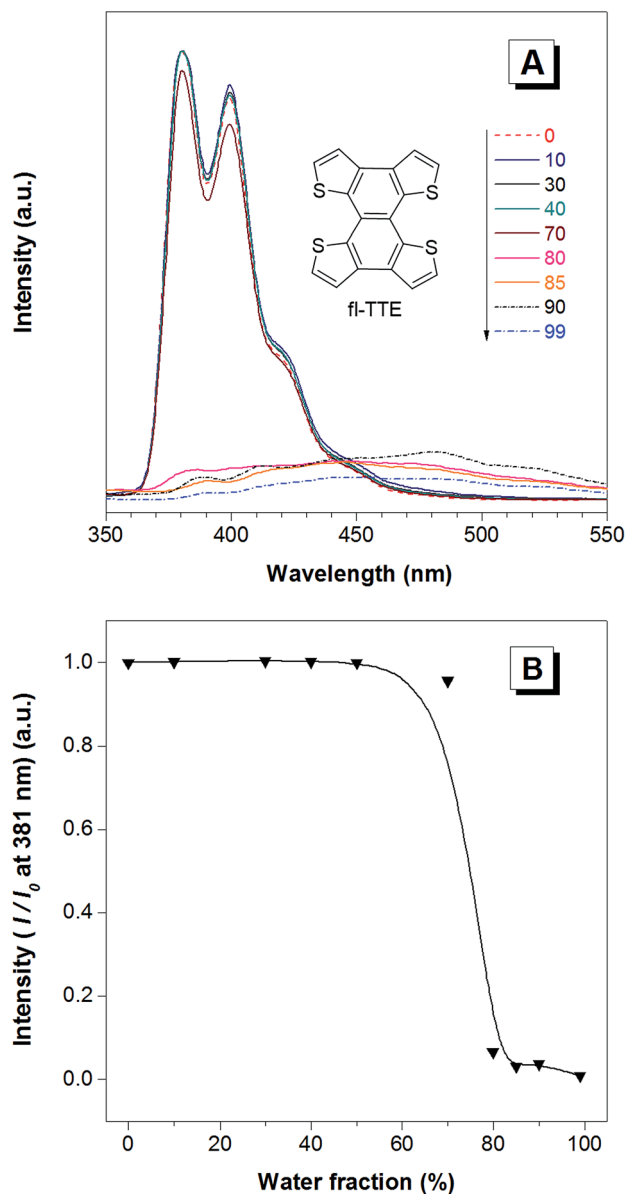 A
Intensity (a.u.)
0
10
30
40
70
80
85
90
99
S S
S S
fl-TTE
350 400 450 500 550
Wavelength (nm)
B
Intensity ( I / I0 at 381 nm) (a.u.)
1.0
0.8
0.6
0.4
0.2
0.0
0 20 40 60 80 100
Water fraction (%)